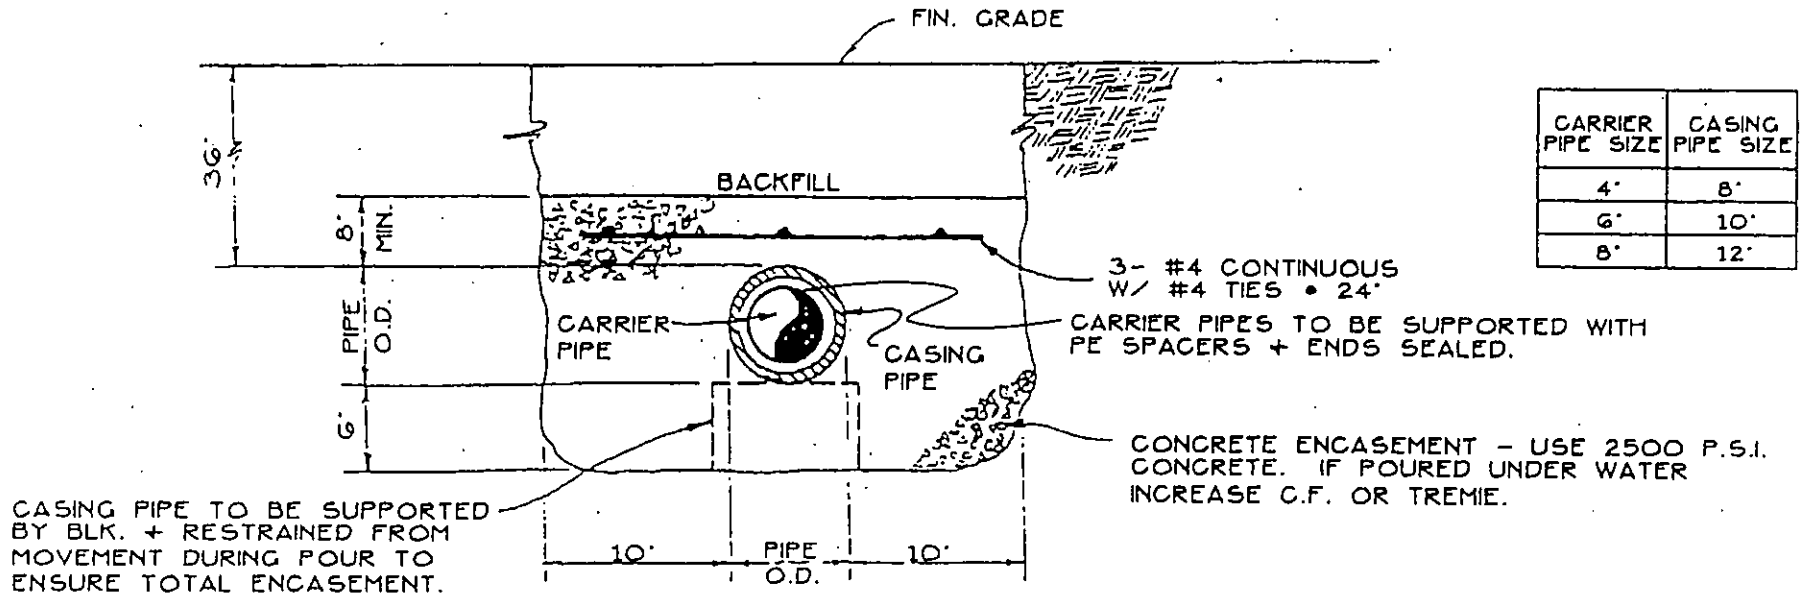 FIN. GRADE
CARRIER PIPE SIZE
CASING PIPE SIZE
4"
8"
6"
10"
8"
12"
36"
BACKFILL
8" MIN.
3- #4 CONTINUOUS
W/ #4 TIES • 24"
PIPE O.D.
CARRIER
PIPE
CASING
PIPE
CARRIER PIPES TO BE SUPPORTED WITH
PE SPACERS + ENDS SEALED.
6"
CONCRETE ENCASEMENT - USE 2500 P.S.I.
CONCRETE. IF POURED UNDER WATER
INCREASE C.F. OR TREMIE.
CASING PIPE TO BE SUPPORTED
BY BLK. + RESTRAINED FROM
MOVEMENT DURING POUR TO
ENSURE TOTAL ENCASEMENT.
10"
PIPE
O.D.
10"